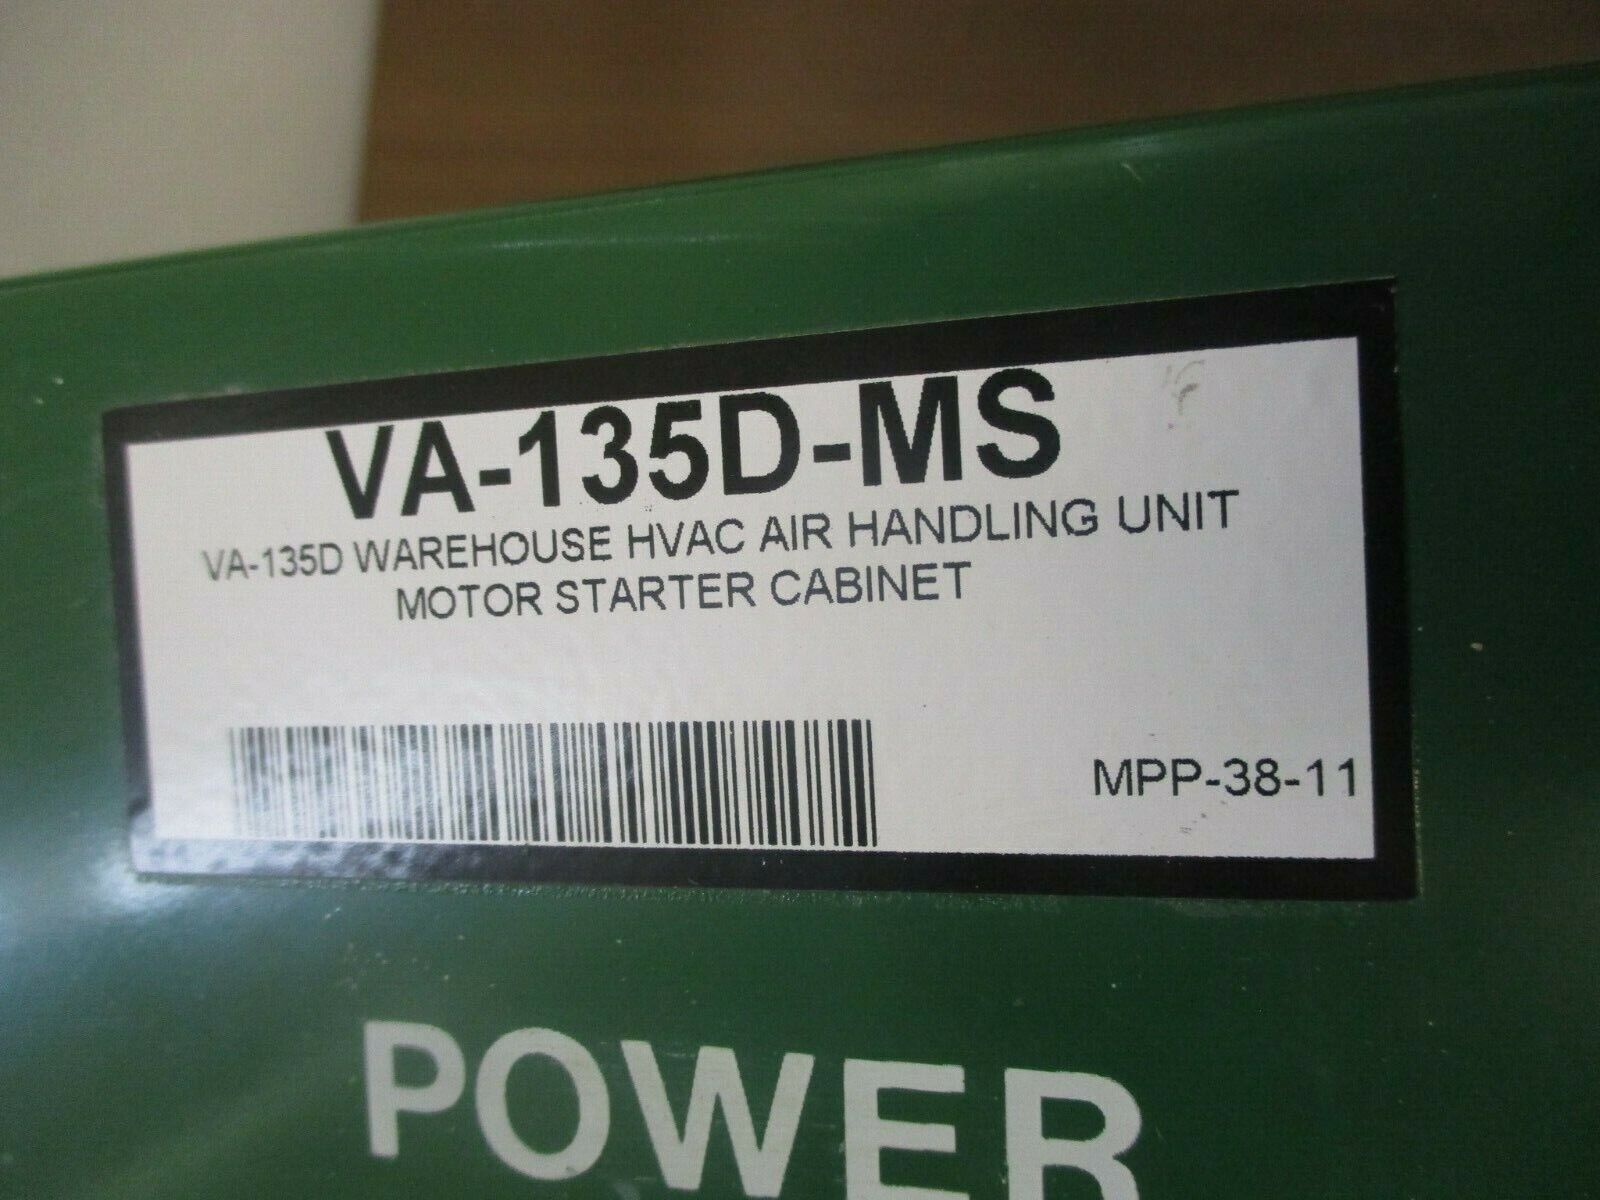 VA-135D-MS
VA-135D WAREHOUSE HVAC AIR HANDLING UNIT
MOTOR STARTER CABINET
MPP-38-11
POWER